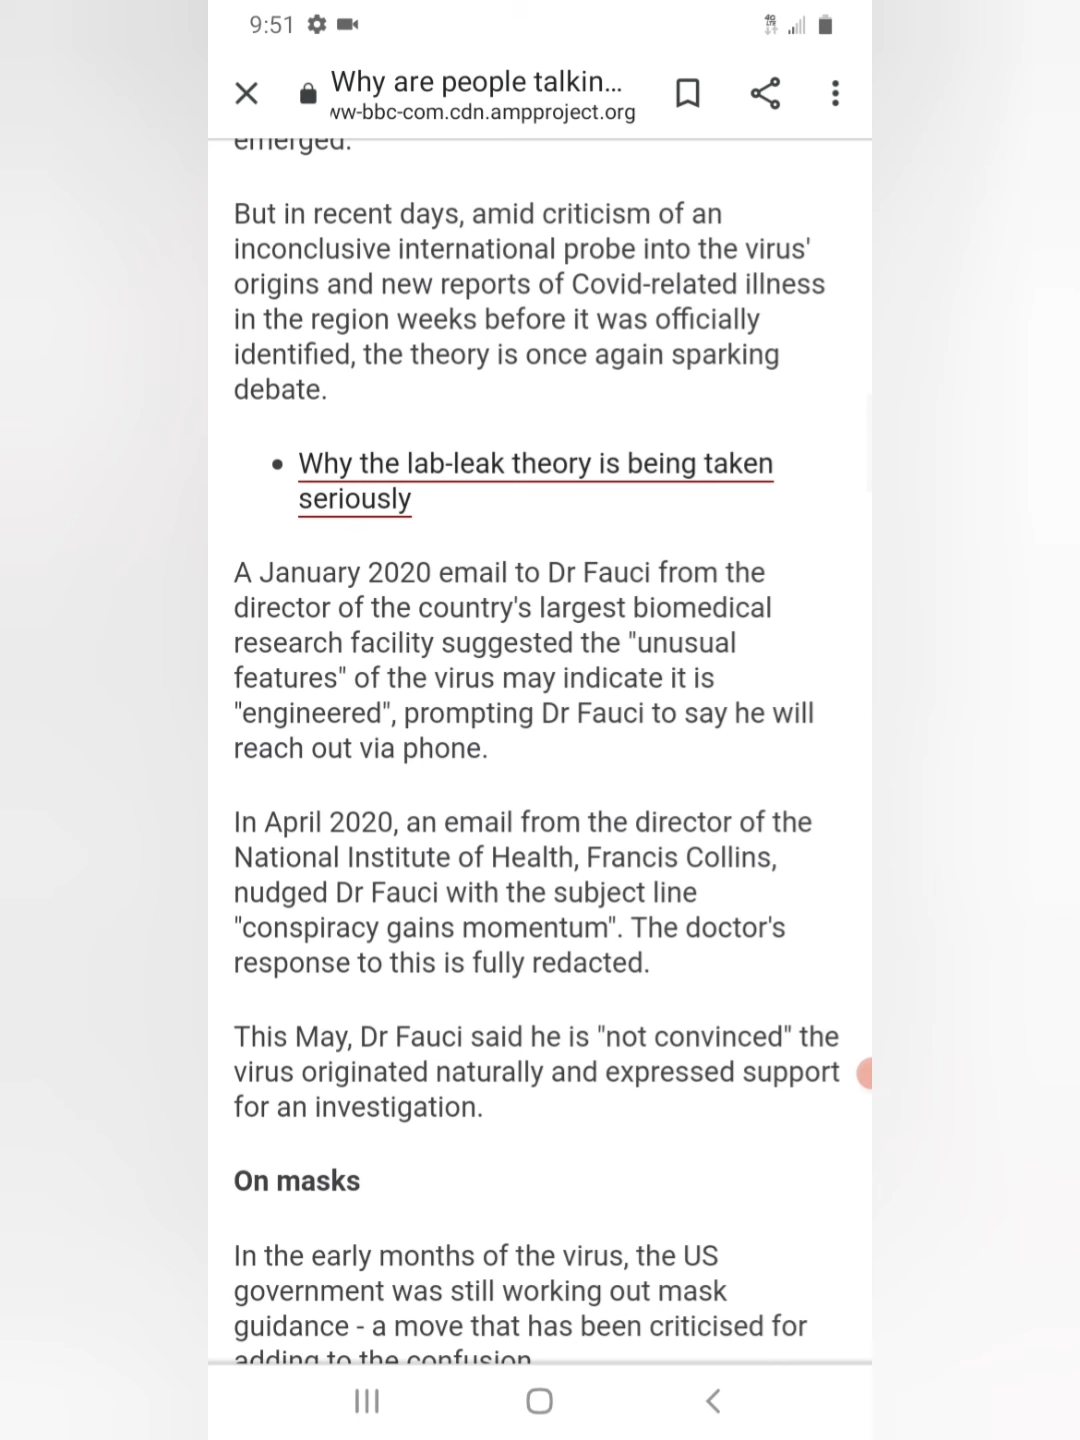 9:51
4G LTE
Why are people talkin...
ww-bbc-com.cdn.ampproject.org
emerged.
But in recent days, amid criticism of an
inconclusive international probe into the virus'
origins and new reports of Covid-related illness
in the region weeks before it was officially
identified, the theory is once again sparking
debate.
Why the lab-leak theory is being taken
seriously
A January 2020 email to Dr Fauci from the
director of the country's largest biomedical
research facility suggested the "unusual
features" of the virus may indicate it is
"engineered", prompting Dr Fauci to say he will
reach out via phone.
In April 2020, an email from the director of the
National Institute of Health, Francis Collins,
nudged Dr Fauci with the subject line
"conspiracy gains momentum". The doctor's
response to this is fully redacted.
This May, Dr Fauci said he is "not convinced" the
virus originated naturally and expressed support
for an investigation.
On masks
In the early months of the virus, the US
government was still working out mask
guidance - a move that has been criticised for
adding to the confusion